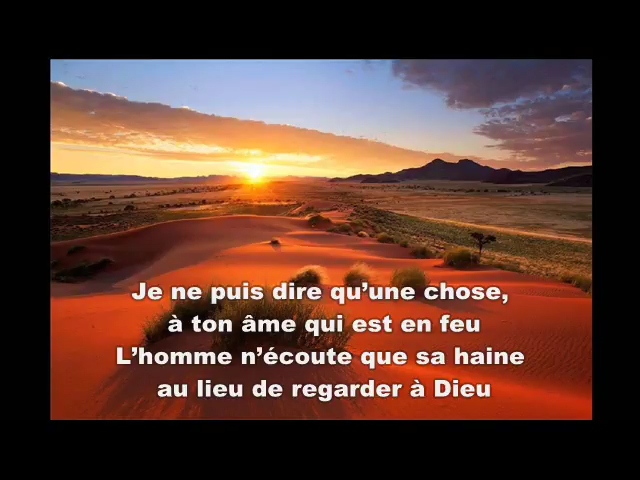 Je ne puis dire qu’une chose,
à ton âme qui est en feu
L’homme n’écoute que sa haine
au lieu de regarder à Dieu